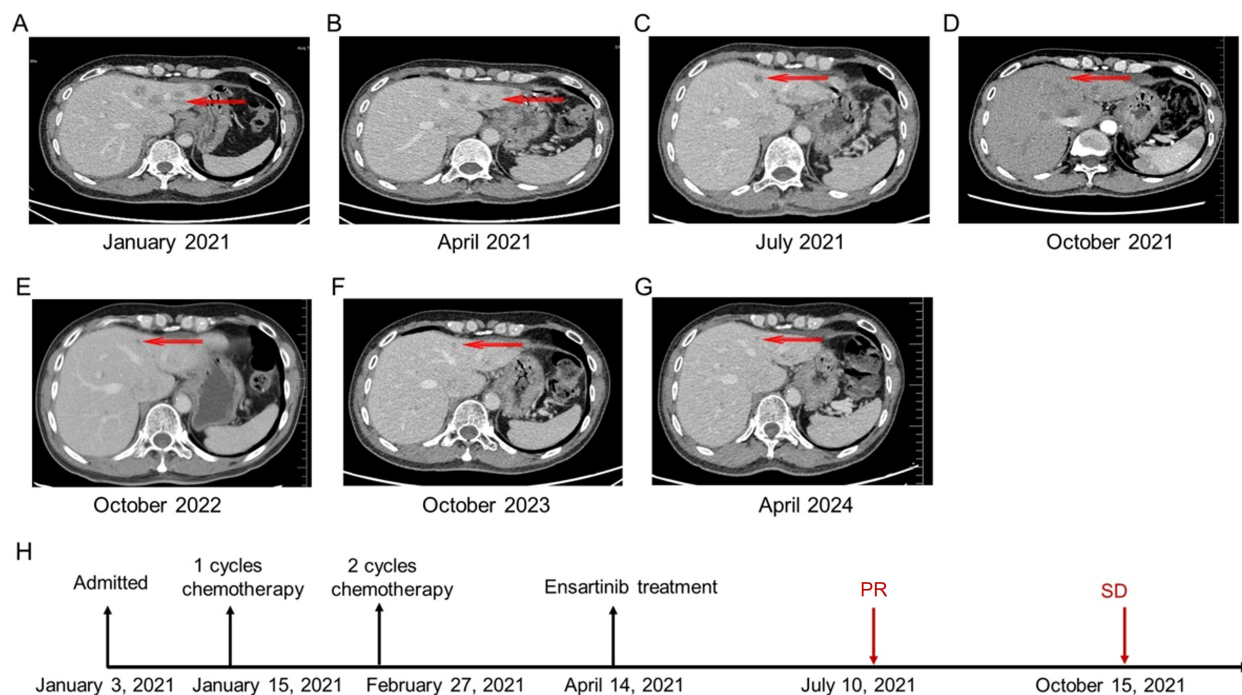 A
B
C
D
January 2021
April 2021
July 2021
October 2021
E
F
G
October 2022
October 2023
April 2024
H
Admitted
1 cycles
chemotherapy
2 cycles
chemotherapy
Ensartinib treatment
PR
SD
January 3, 2021
January 15, 2021
February 27, 2021
April 14, 2021
July 10, 2021
October 15, 2021